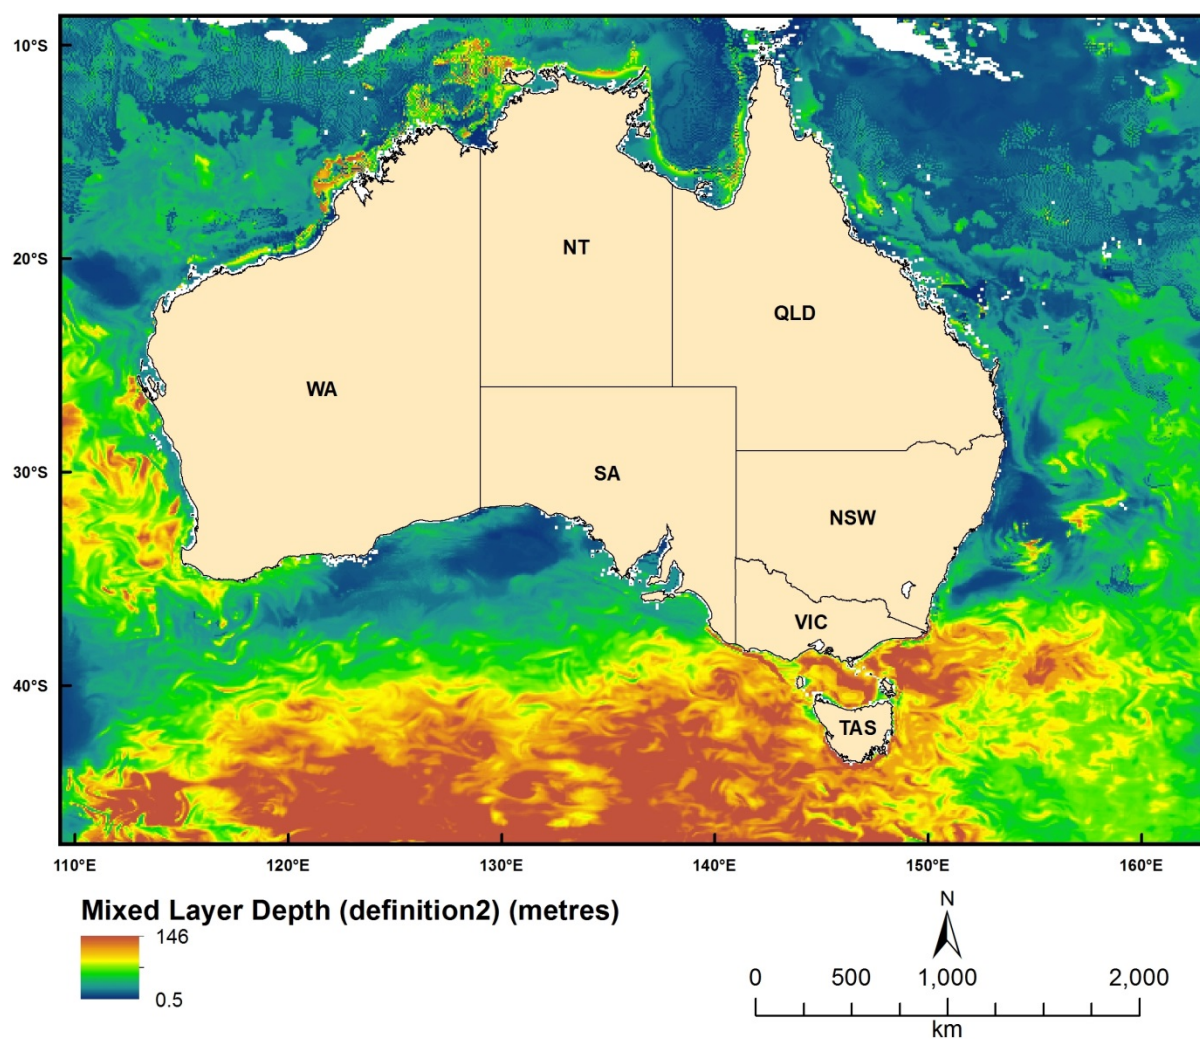 10°S
20°S
30°S
40°S
NT
QLD
WA
SA
NSW
VIC
TAS
110°E 120°E 130°E 140°E 150°E 160°E
Mixed Layer Depth (definition2) (metres)
146
0.5
N
0 500 1,000 2,000
km